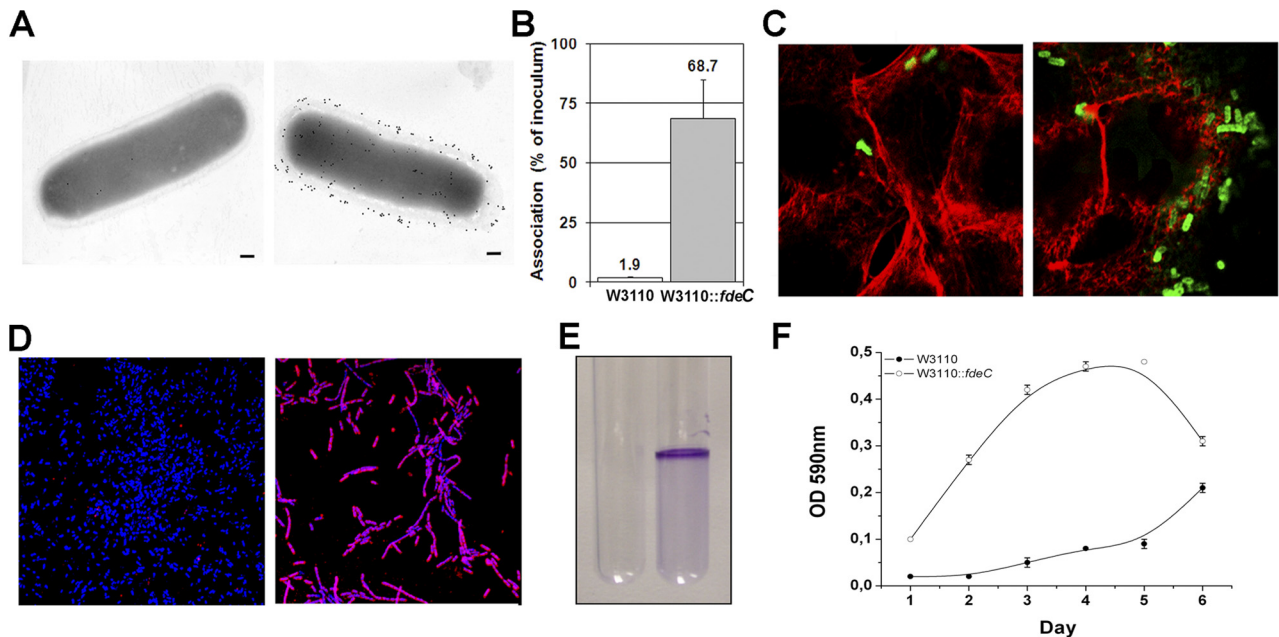 A
B
Association (% of inoculum)
100
75
50
25
0
1.9
68.7
W3110
W3110::fdeC
C
D
E
F
W3110
W3110::fdeC
OD 590nm
0,5
0,4
0,3
0,2
0,1
0,0
1 2 3 4 5 6
Day